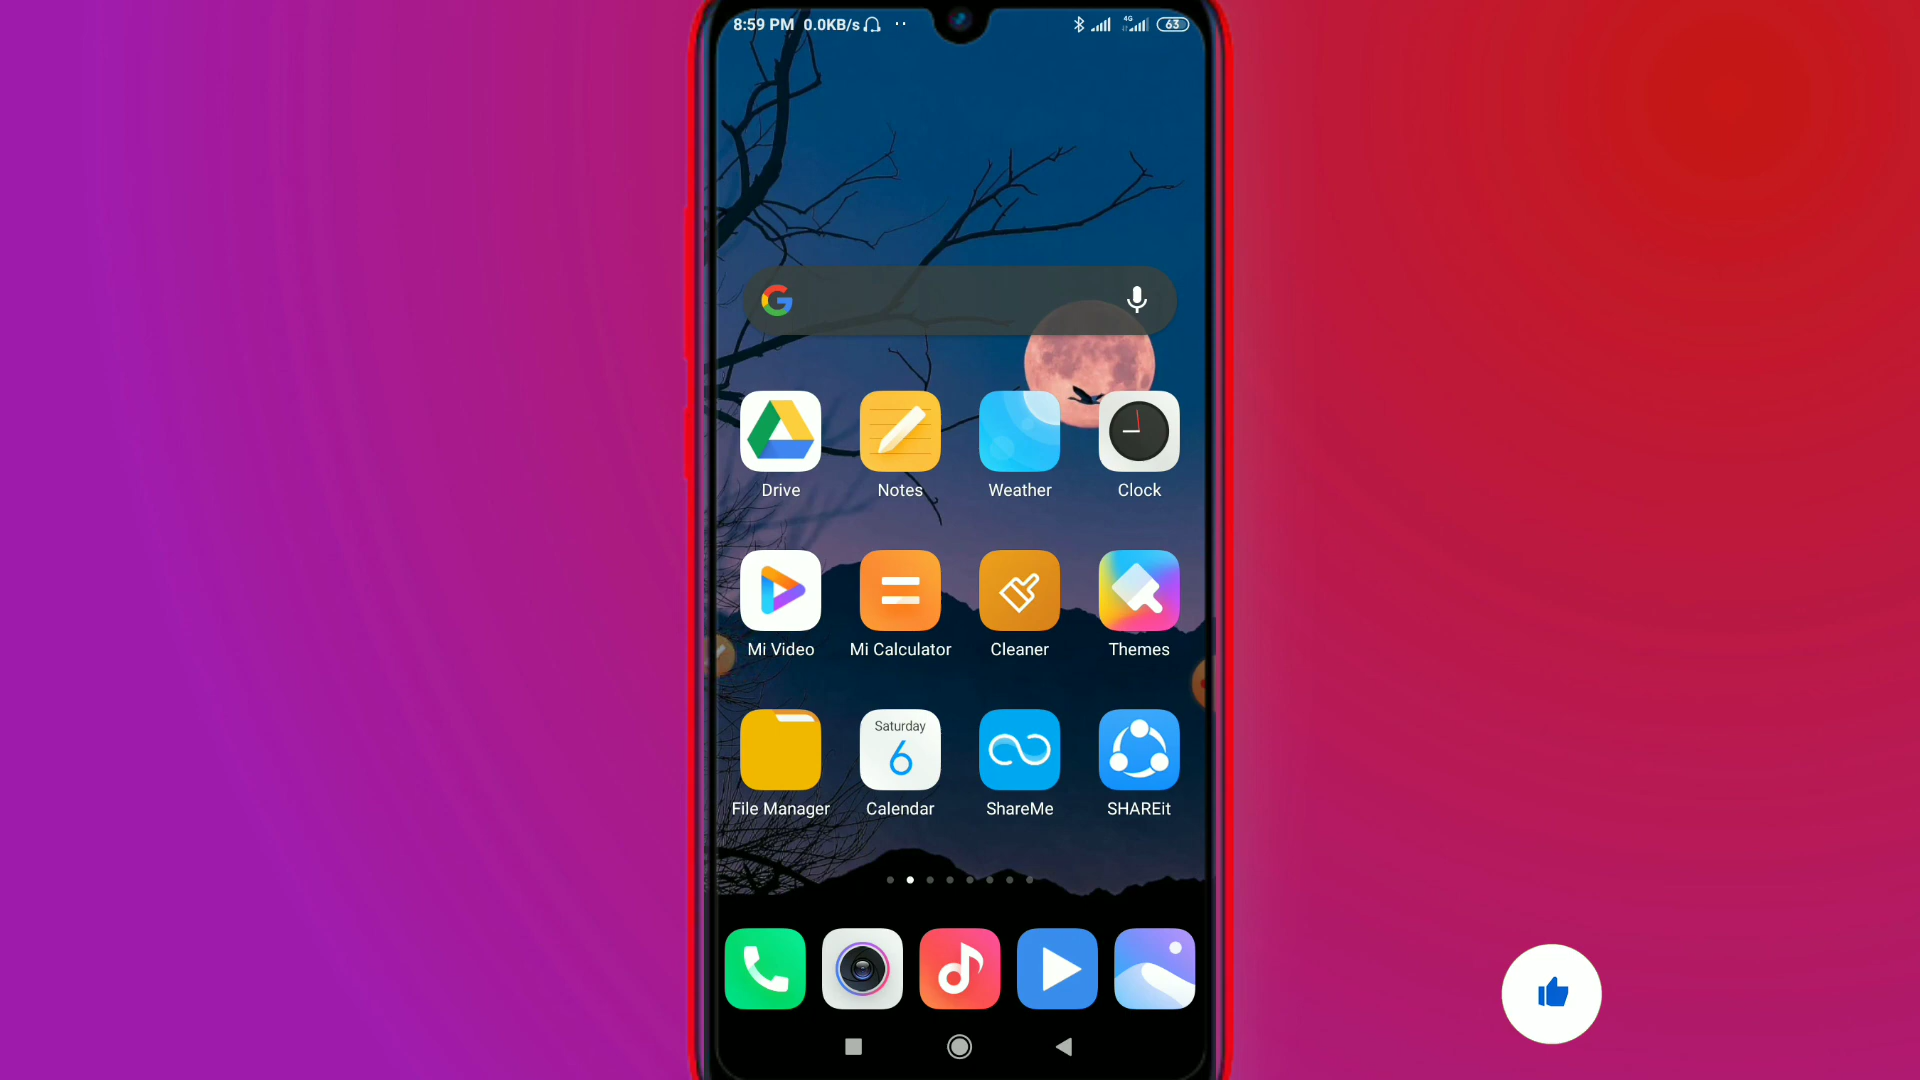 8:59 PM 0.0KB/s 4G 63
Drive Notes Weather Clock
Mi Video Mi Calculator Cleaner Themes
Saturday
6
File Manager Calendar ShareMe SHAREit